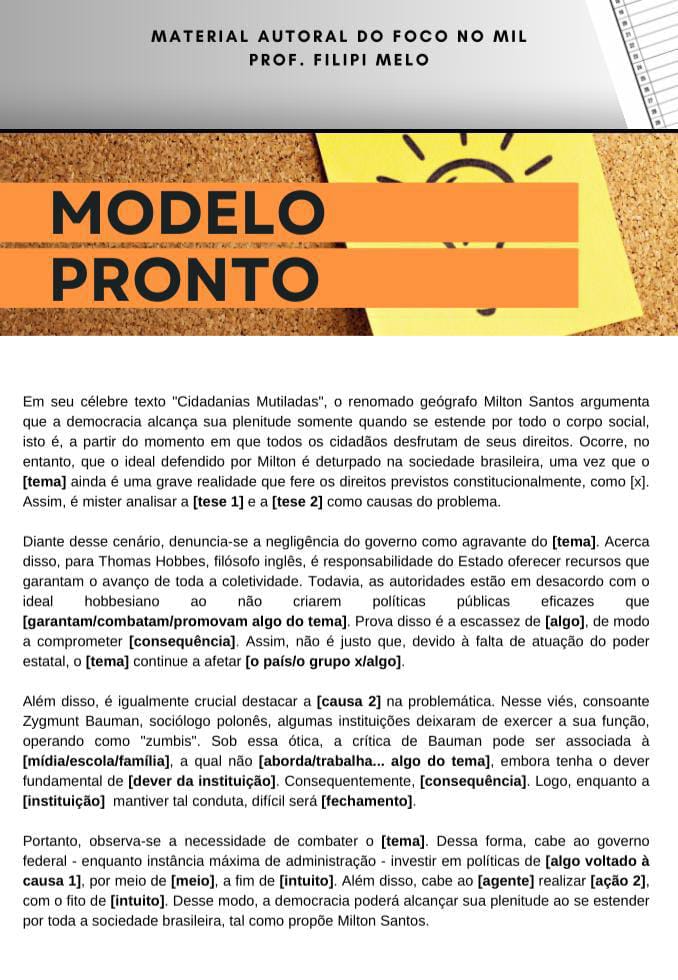 MATERIAL AUTORAL DO FOCO NO MIL
PROF. FILIPI MELO
MODELO
PRONTO
Em seu célebre texto "Cidadanias Mutiladas", o renomado geógrafo Milton Santos argumenta
que a democracia alcança sua plenitude somente quando se estende por todo o corpo social,
isto é, a partir do momento em que todos os cidadãos desfrutam de seus direitos. Ocorre, no
entanto, que o ideal defendido por Milton é deturpado na sociedade brasileira, uma vez que o
[tema] ainda é uma grave realidade que fere os direitos previstos constitucionalmente, como [x].
Assim, é mister analisar a [tese 1] e a [tese 2] como causas do problema.
Diante desse cenário, denuncia-se a negligência do governo como agravante do [tema]. Acerca
disso, para Thomas Hobbes, filósofo inglês, é responsabilidade do Estado oferecer recursos que
garantam o avanço de toda a coletividade. Todavia, as autoridades estão em desacordo com o
ideal hobbesiano ao não criarem políticas públicas eficazes que
[garantam/combatam/promovam algo do tema]. Prova disso é a escassez de [algo], de modo
a comprometer [consequência]. Assim, não é justo que, devido à falta de atuação do poder
estatal, o [tema] continue a afetar [o país/o grupo x/algo].
Além disso, é igualmente crucial destacar a [causa 2] na problemática. Nesse viés, consoante
Zygmunt Bauman, sociólogo polonês, algumas instituições deixaram de exercer a sua função,
operando como "zumbis". Sob essa ótica, a crítica de Bauman pode ser associada à
[mídia/escola/família], a qual não [aborda/trabalha... algo do tema], embora tenha o dever
fundamental de [dever da instituição]. Consequentemente, [consequência]. Logo, enquanto a
[instituição] mantiver tal conduta, difícil será [fechamento].
Portanto, observa-se a necessidade de combater o [tema]. Dessa forma, cabe ao governo
federal - enquanto instância máxima de administração - investir em políticas de [algo voltado à
causa 1], por meio de [meio], a fim de [intuito]. Além disso, cabe ao [agente] realizar [ação 2],
com o fito de [intuito]. Desse modo, a democracia poderá alcançar sua plenitude ao se estender
por toda a sociedade brasileira, tal como propõe Milton Santos.